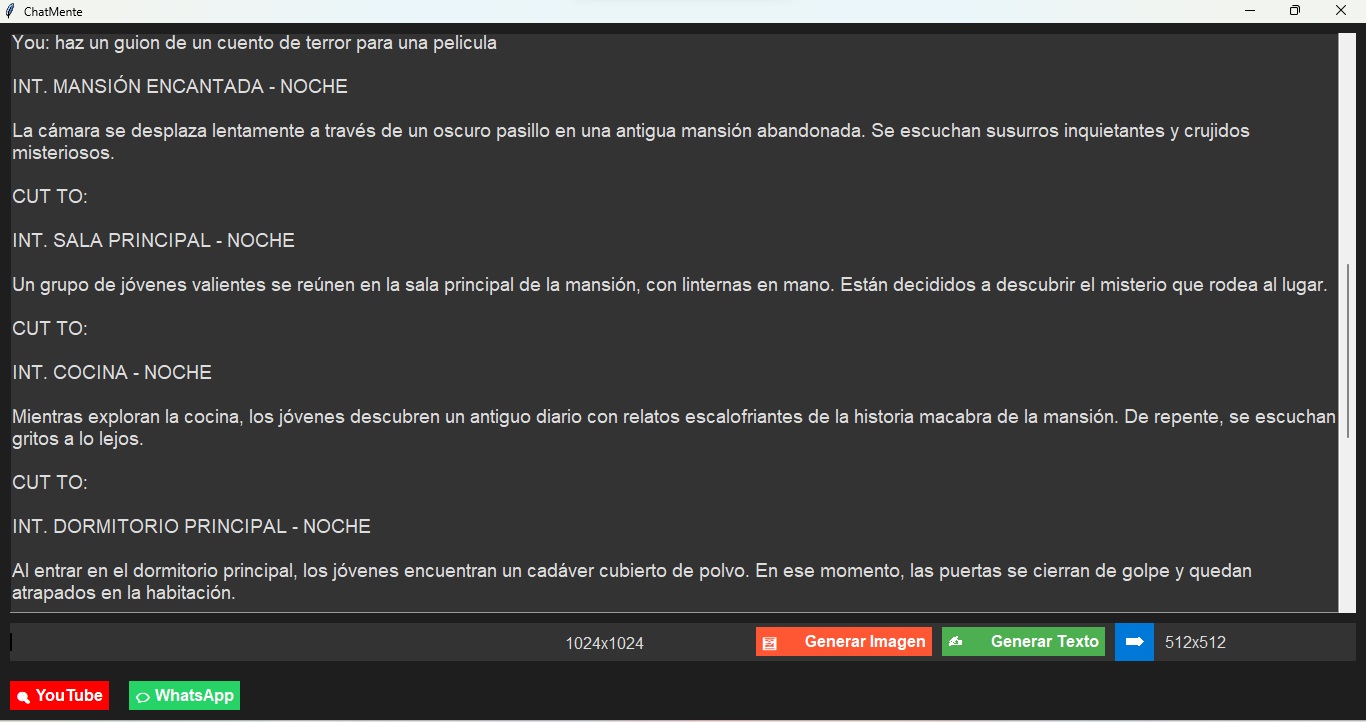 ChatMente
You: haz un guion de un cuento de terror para una pelicula
INT. MANSIÓN ENCANTADA - NOCHE
La cámara se desplaza lentamente a través de un oscuro pasillo en una antigua mansión abandonada. Se escuchan susurros inquietantes y crujidos
misteriosos.
CUT TO:
INT. SALA PRINCIPAL - NOCHE
Un grupo de jóvenes valientes se reúnen en la sala principal de la mansión, con linternas en mano. Están decididos a descubrir el misterio que rodea al lugar.
CUT TO:
INT. COCINA - NOCHE
Mientras exploran la cocina, los jóvenes descubren un antiguo diario con relatos escalofriantes de la historia macabra de la mansión. De repente, se escuchan
gritos a lo lejos.
CUT TO:
INT. DORMITORIO PRINCIPAL - NOCHE
Al entrar en el dormitorio principal, los jóvenes encuentran un cadáver cubierto de polvo. En ese momento, las puertas se cierran de golpe y quedan
atrapados en la habitación.
1024x1024 Generar Imagen Generar Texto 512x512
YouTube WhatsApp